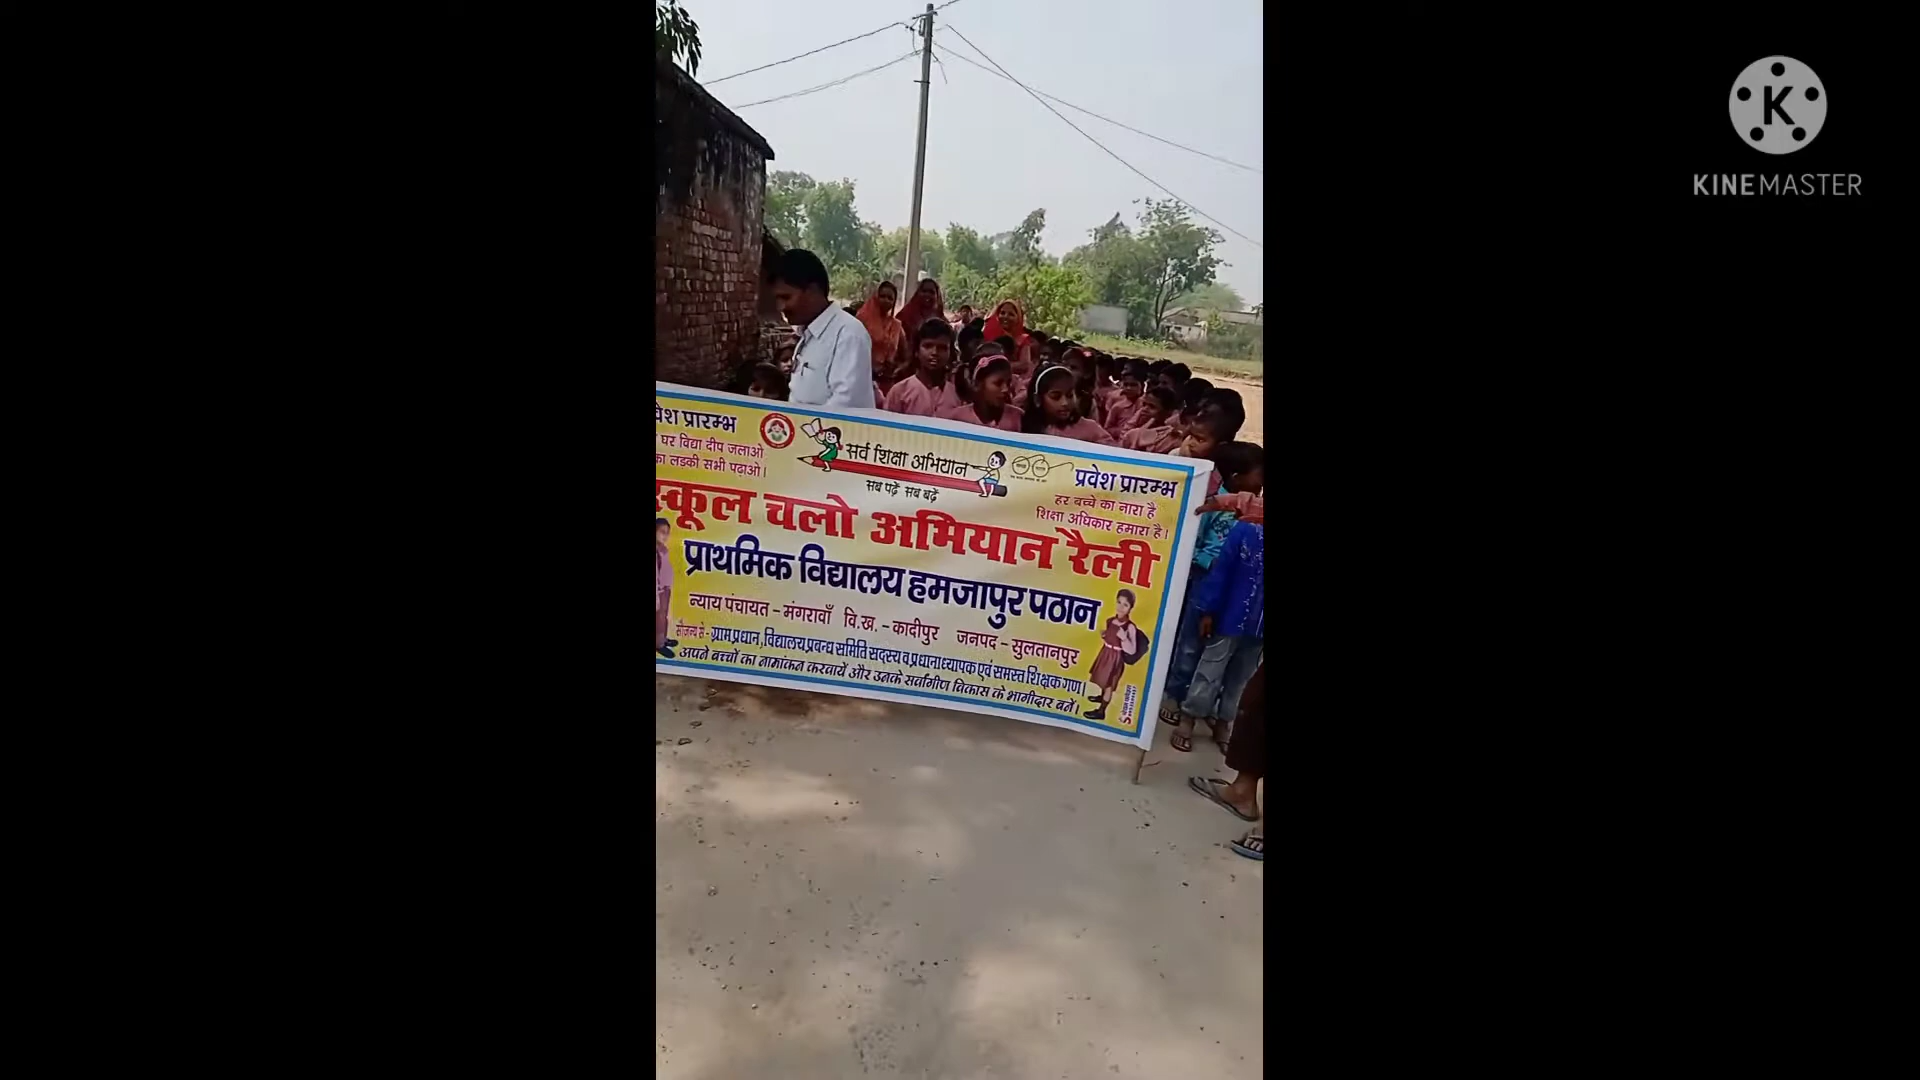 KINEMASTER
प्रारम्भ
घर विद्या दीप जलाओ
लड़की सभी पढ़ाओ।
सर्व शिक्षा अभियान
सब पढ़ें सब बढ़ें
प्रवेश प्रारम्भ
हर बच्चे का नारा है
शिक्षा अधिकार हमारा है।
स्कूल चलो अभियान रैली
प्राथमिक विद्यालय हमजापुर पठान
न्याय पंचायत – मंगरावाँ वि.ख. – कादीपुर जनपद – सुलतानपुर
सौजन्य से - ग्राम प्रधान, विद्यालय प्रबन्ध समिति सदस्य व प्रधानाध्यापक एवं समस्त शिक्षक गण।
अपने बच्चों का नामांकन करवायें और उनके सर्वांगीण विकास के भागीदार बनें।